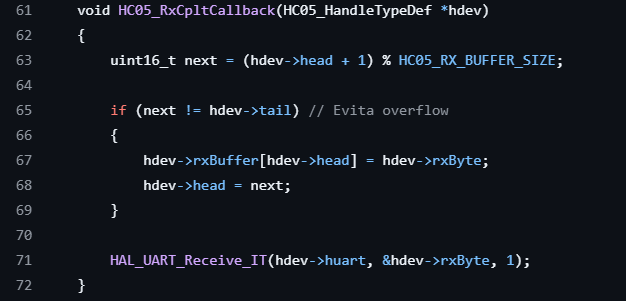 61 void HC05_RxCpltCallback(HC05_HandleTypeDef *hdev)
62 {
63     uint16_t next = (hdev->head + 1) % HC05_RX_BUFFER_SIZE;
64
65     if (next != hdev->tail) // Evita overflow
66     {
67         hdev->rxBuffer[hdev->head] = hdev->rxByte;
68         hdev->head = next;
69     }
70
71     HAL_UART_Receive_IT(hdev->huart, &hdev->rxByte, 1);
72 }